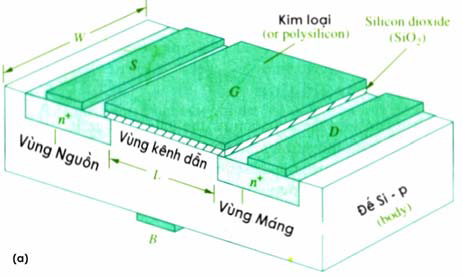 W
Kim loại
(or polysilicon)
Silicon dioxide
(SiO₂)
S
G
D
n⁺
Vùng Nguồn
Vùng kênh dẫn
L
n⁺
Vùng Máng
Đế Si - p
(body)
B
(a)